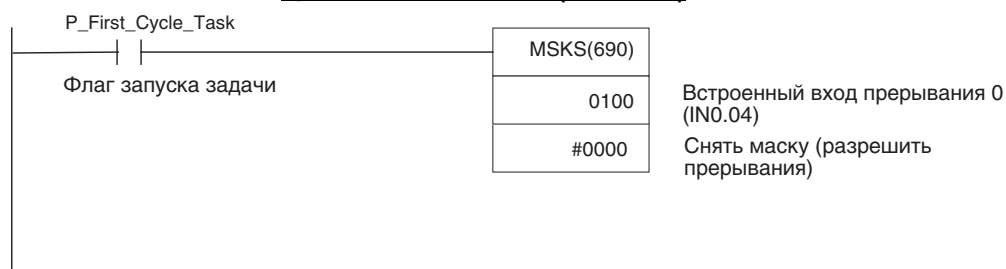 P_First_Cycle_Task
MSKS(690)
Флаг запуска задачи
0100
Встроенный вход прерывания 0
(IN0.04)
#0000
Снять маску (разрешить
прерывания)